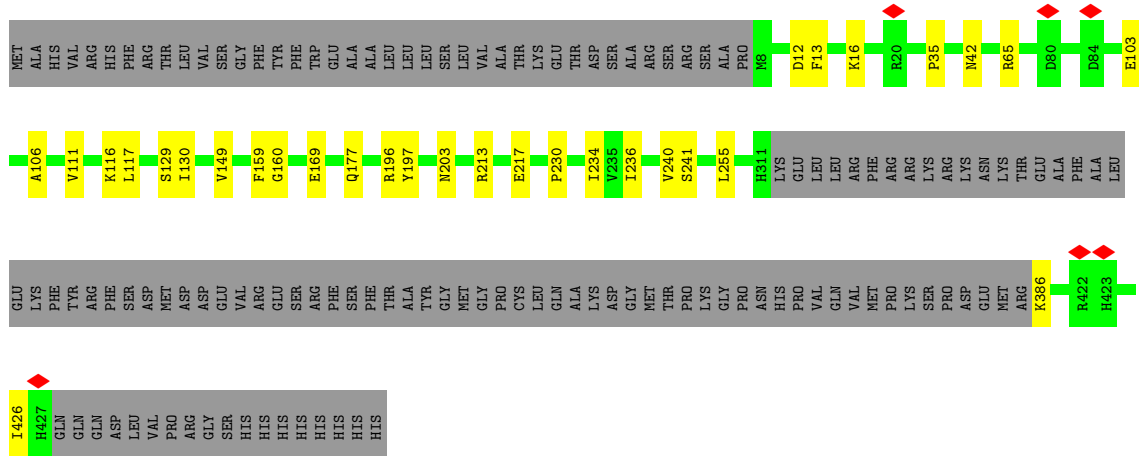 MET ALA HIS VAL ARG HIS PHE ARG THR LEU VAL SER GLY PHE TYR PHE TRP GLU ALA ALA LEU LEU LEU SER LEU VAL ALA THR LYS GLU THR ASP SER ALA ARG SER ARG SER ALA PRO M8 D12 F13 K16 R20 P35 N42 R65 D80 D84 E103
A106 V111 K116 L117 S129 I130 V149 F159 G160 E169 Q177 R196 Y197 N203 R213 E217 P230 I234 V235 I236 V240 S241 L255 H311 LYS GLU LEU LEU ARG PHE ARG ARG LYS ARG LYS ASN LYS THR GLU ALA PHE ALA LEU
GLU LYS PHE TYR ARG PHE SER ASP MET ASP ASP GLU VAL ARG GLU SER ARG PHE SER PHE THR ALA TYR GLY MET GLY PRO CYS LEU GLN ALA LYS ASP GLY MET THR PRO LYS GLY PRO ASN HIS PRO VAL GLN VAL MET PRO LYS SER PRO ASP GLU MET ARG K386 R422 H423
I426 H427 GLN GLN GLN ASP LEU VAL PRO ARG GLY SER HIS HIS HIS HIS HIS HIS HIS HIS